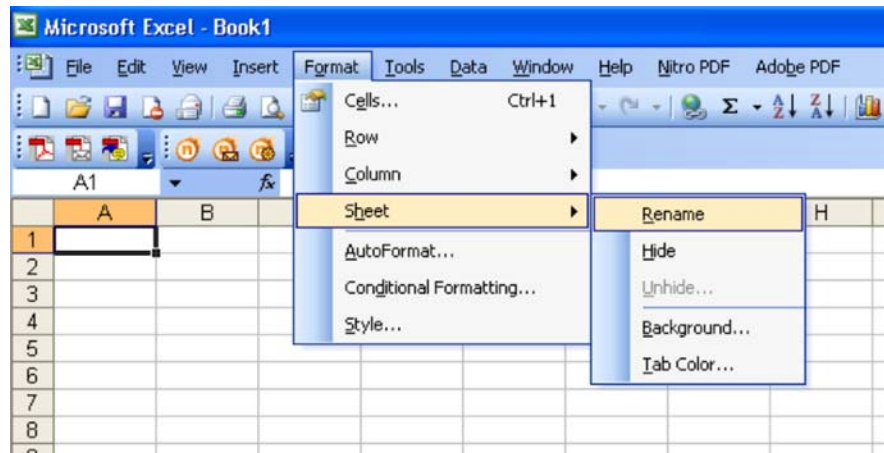 Microsoft Excel - Book1
File Edit View Insert Format Tools Data Window Help Nitro PDF Adobe PDF
Cells... Ctrl+1
Row
Column
Sheet
AutoFormat...
Conditional Formatting...
Style...
Rename
Hide
Unhide...
Background...
Tab Color...
Σ A Z Z A
A1 fx
A B H
1
2
3
4
5
6
7
8